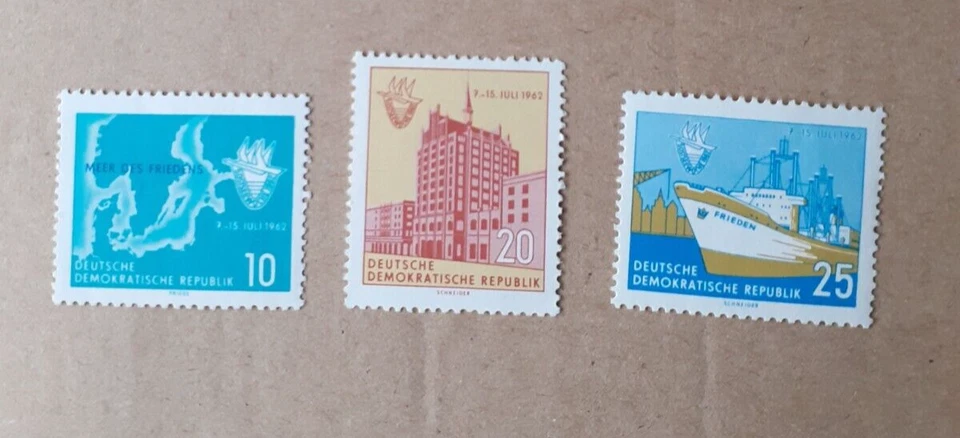 MEER DES FRIEDENS
9.-15. JULI 1962
DEUTSCHE
DEMOKRATISCHE REPUBLIK
10
9.-15. JULI 1962
20
DEUTSCHE
DEMOKRATISCHE REPUBLIK
SCHNEIDER
9.-15. JULI 1962
FRIEDEN
DEUTSCHE
DEMOKRATISCHE REPUBLIK
25
SCHNEIDER